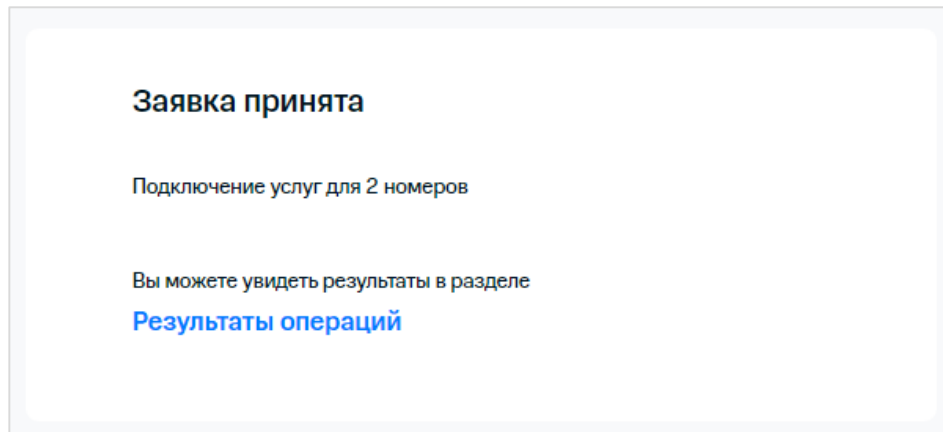 Заявка принята
Подключение услуг для 2 номеров
Вы можете увидеть результаты в разделе
Результаты операций